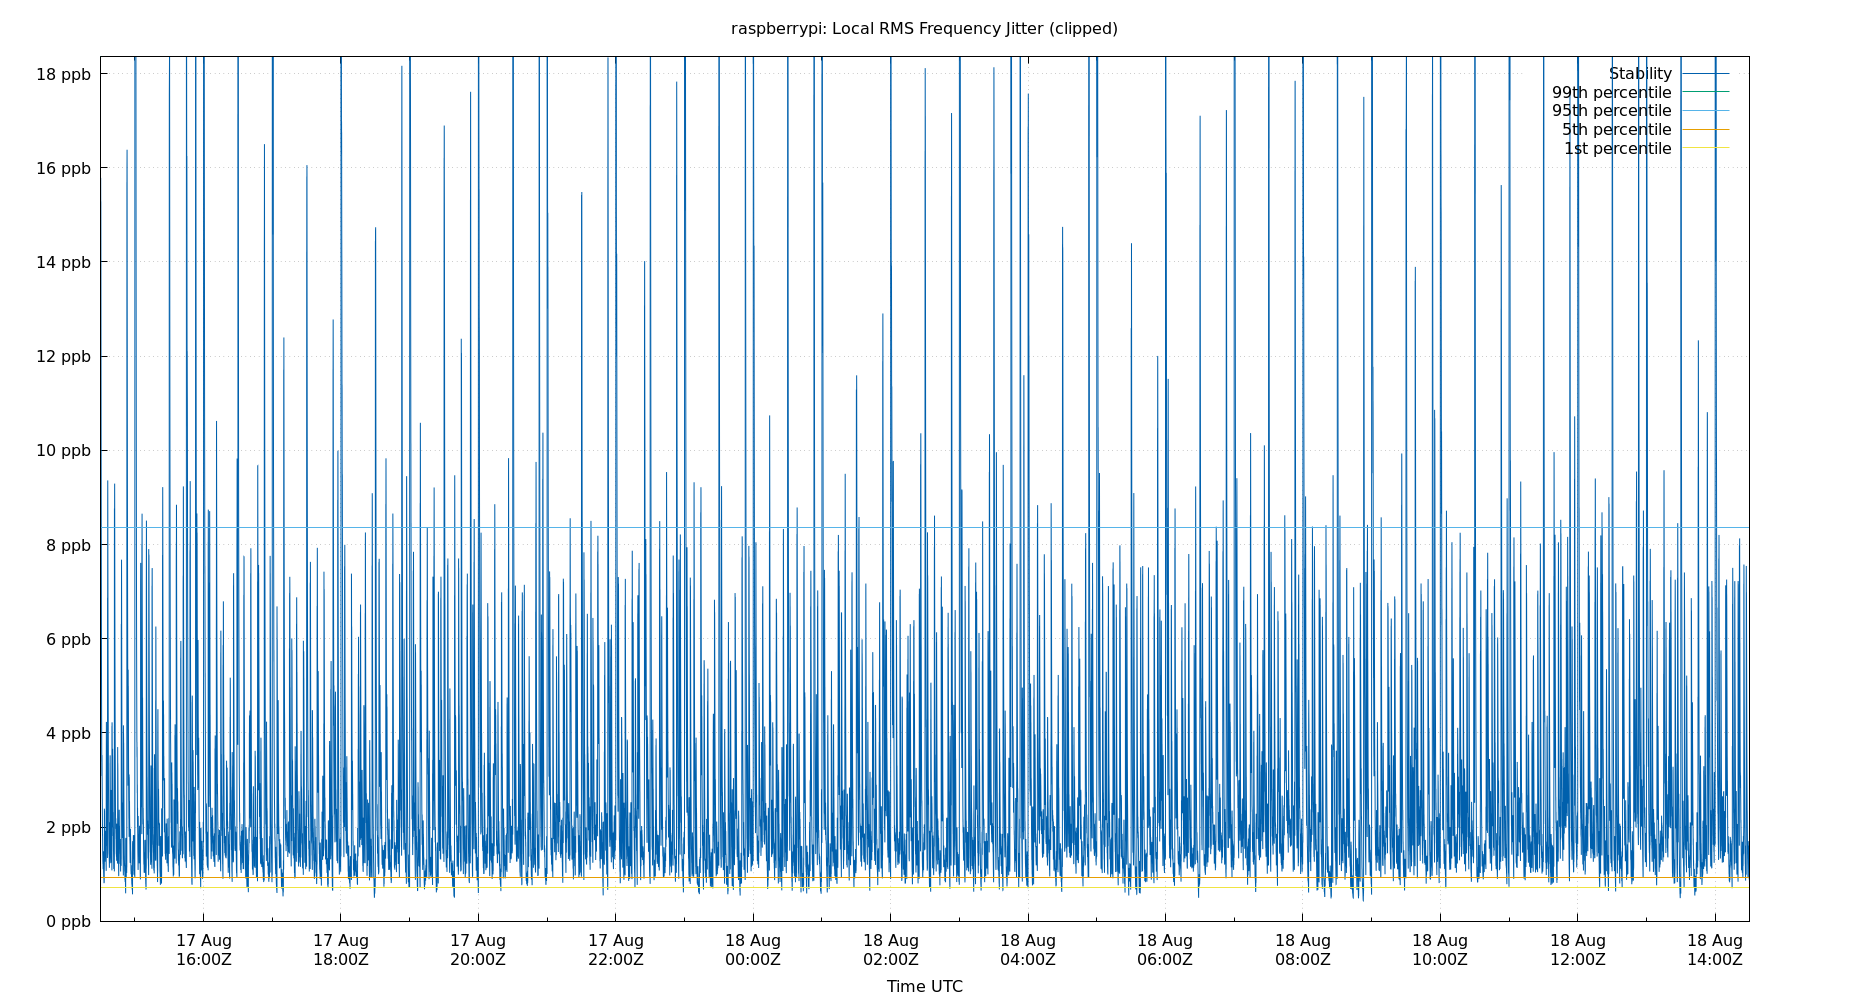 raspberrypi: Local RMS Frequency Jitter (clipped)
18 ppb
16 ppb
14 ppb
12 ppb
10 ppb
8 ppb
6 ppb
4 ppb
2 ppb
0 ppb
Stability
99th percentile
95th percentile
5th percentile
1st percentile
17 Aug 17 Aug 17 Aug 17 Aug 18 Aug 18 Aug 18 Aug 18 Aug 18 Aug 18 Aug 18 Aug 18 Aug
16:00Z 18:00Z 20:00Z 22:00Z 00:00Z 02:00Z 04:00Z 06:00Z 08:00Z 10:00Z 12:00Z 14:00Z
Time UTC